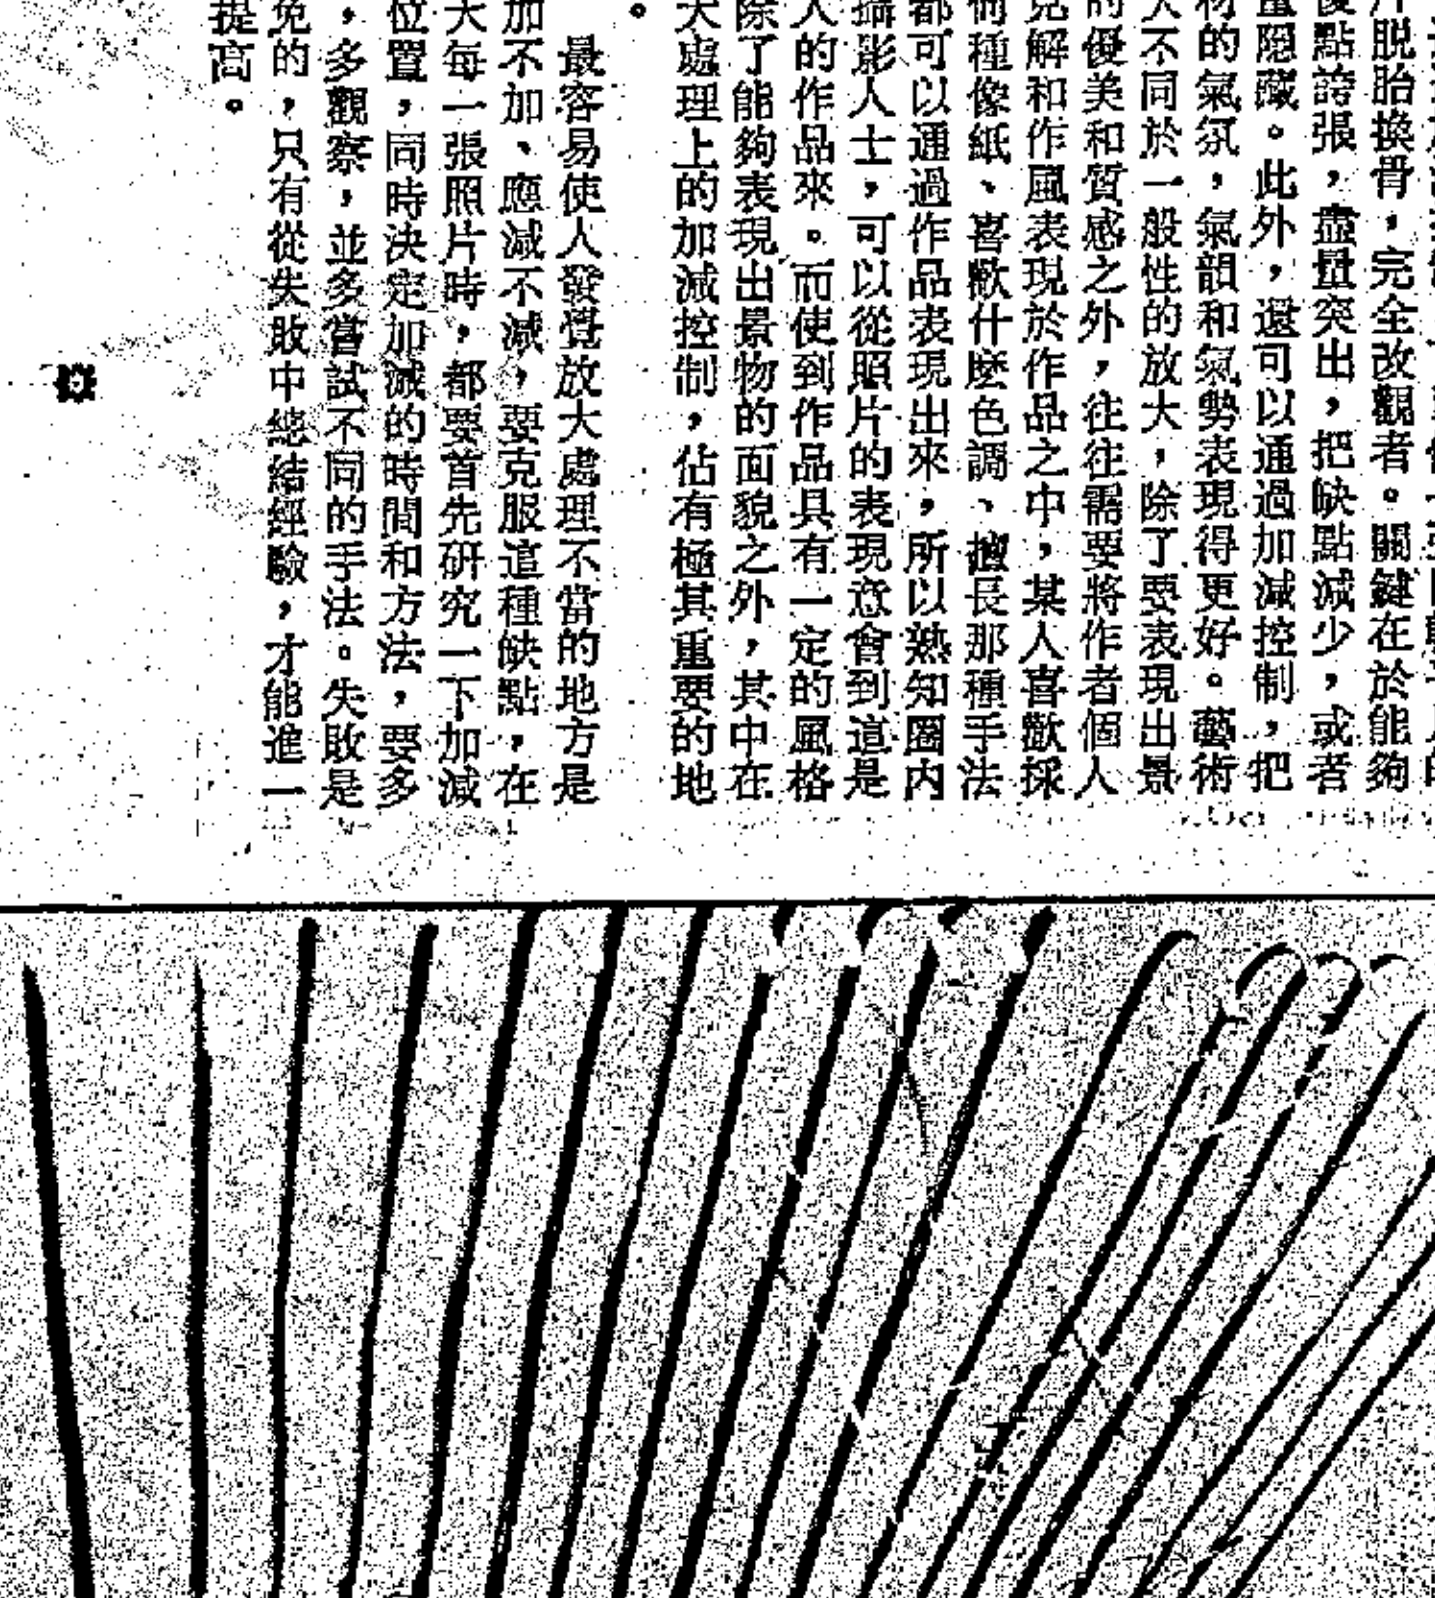 脱胎換骨，完全改觀者。關鍵在於能夠
點誇張，盡量突出，把缺點減少，或者
隱藏。此外，還可以通過加減控制，把
的氣氛，氣韻和氣勢表現得更好。藝術
大不同於一般性的放大，除了要表現出景
的優美和質感之外，往往需要將作者個人
見解和作風表現於作品之中，某人喜歡採
種像紙、喜歡什麼色調、擅長那種手法
都可以通過作品表現出來，所以熟知圈内
攝影人士，可以從照片的表現意會到這是
人的作品來。而使到作品具有一定的風格
除了能夠表現出景物的面貌之外，其中在
大處理上的加減控制，佔有極其重要的地
。
最容易使人發覺放大處理不當的地方是
加不加、應減不減，要克服這種缺點，在
大每一張照片時，都要首先研究一下加減
位置，同時決定加減的時間和方法，要多
，多觀察，並多嘗試不同的手法。失敗是
免的，只有從失敗中總結經驗，才能進一
提高。